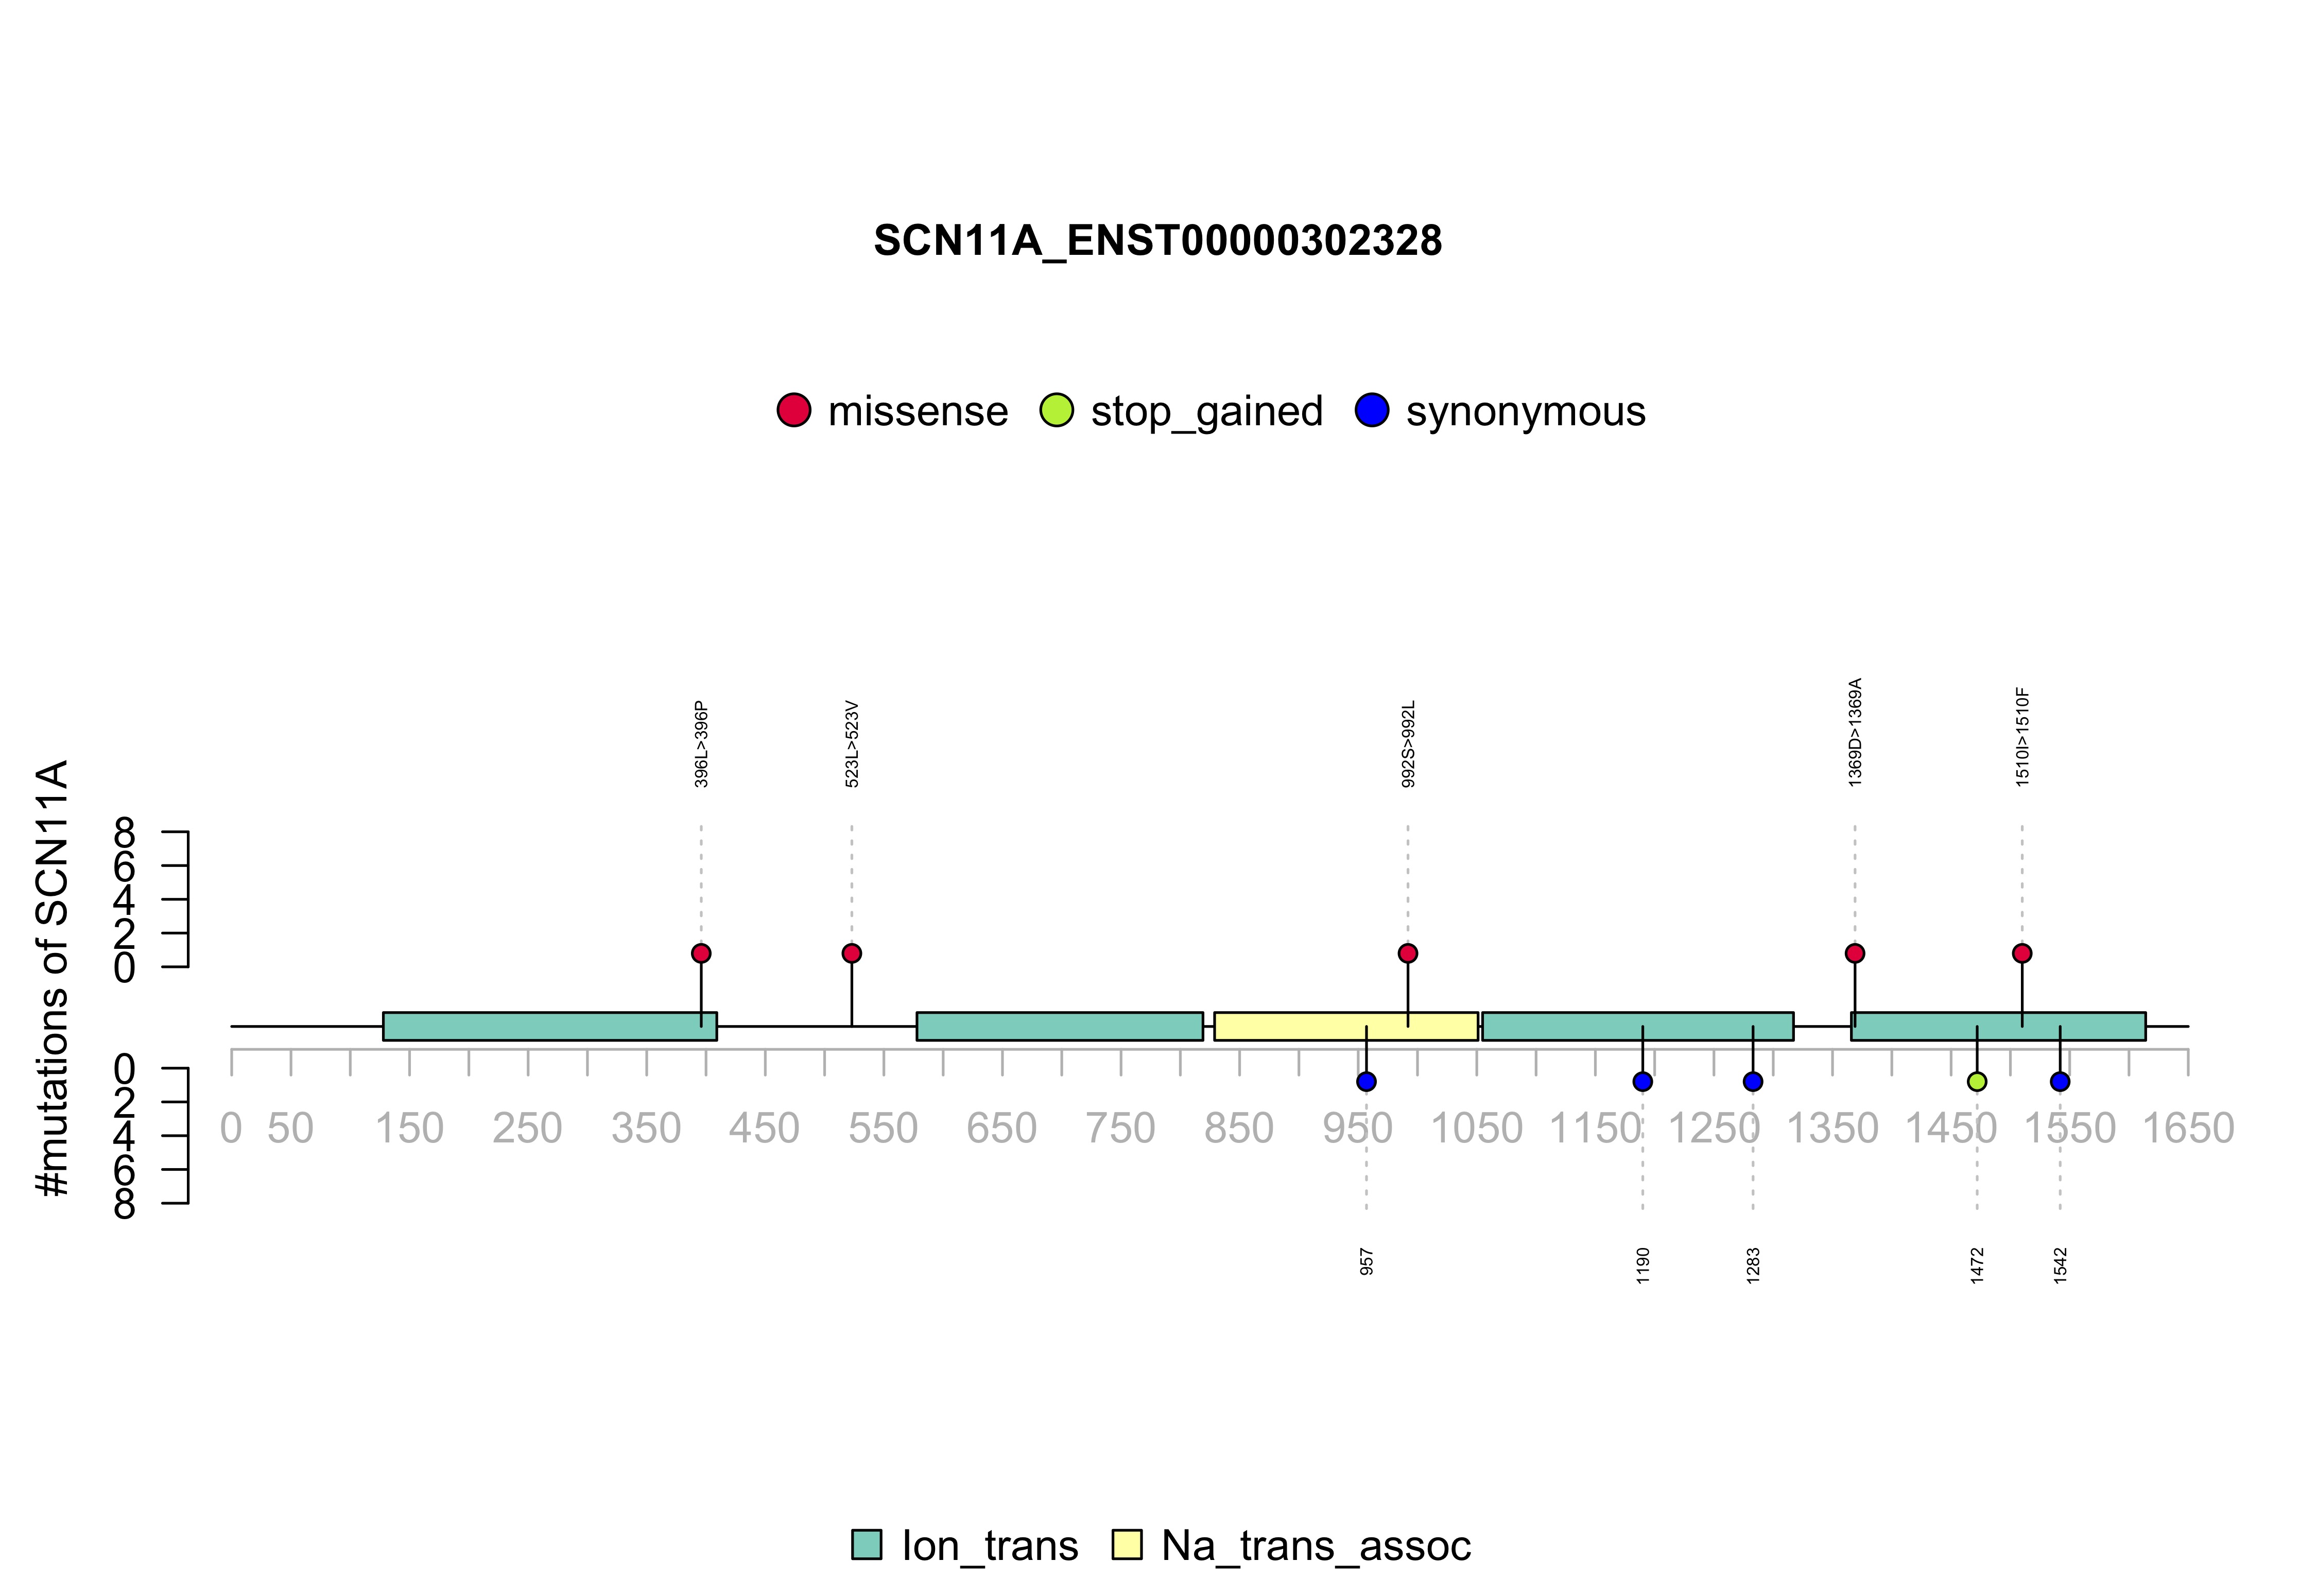 SCN11A_ENST00000302328
missense stop_gained synonymous
396L>396P
523L>523V
992S>992L
1369D>1369A
1510I>1510F
#mutations of SCN11A
8
6
4
2
0
0
2
4
6
8
0 50 150 250 350 450 550 650 750 850 950 1050 1150 1250 1350 1450 1550 1650
957
1190
1283
1472
1542
Ion_trans Na_trans_assoc